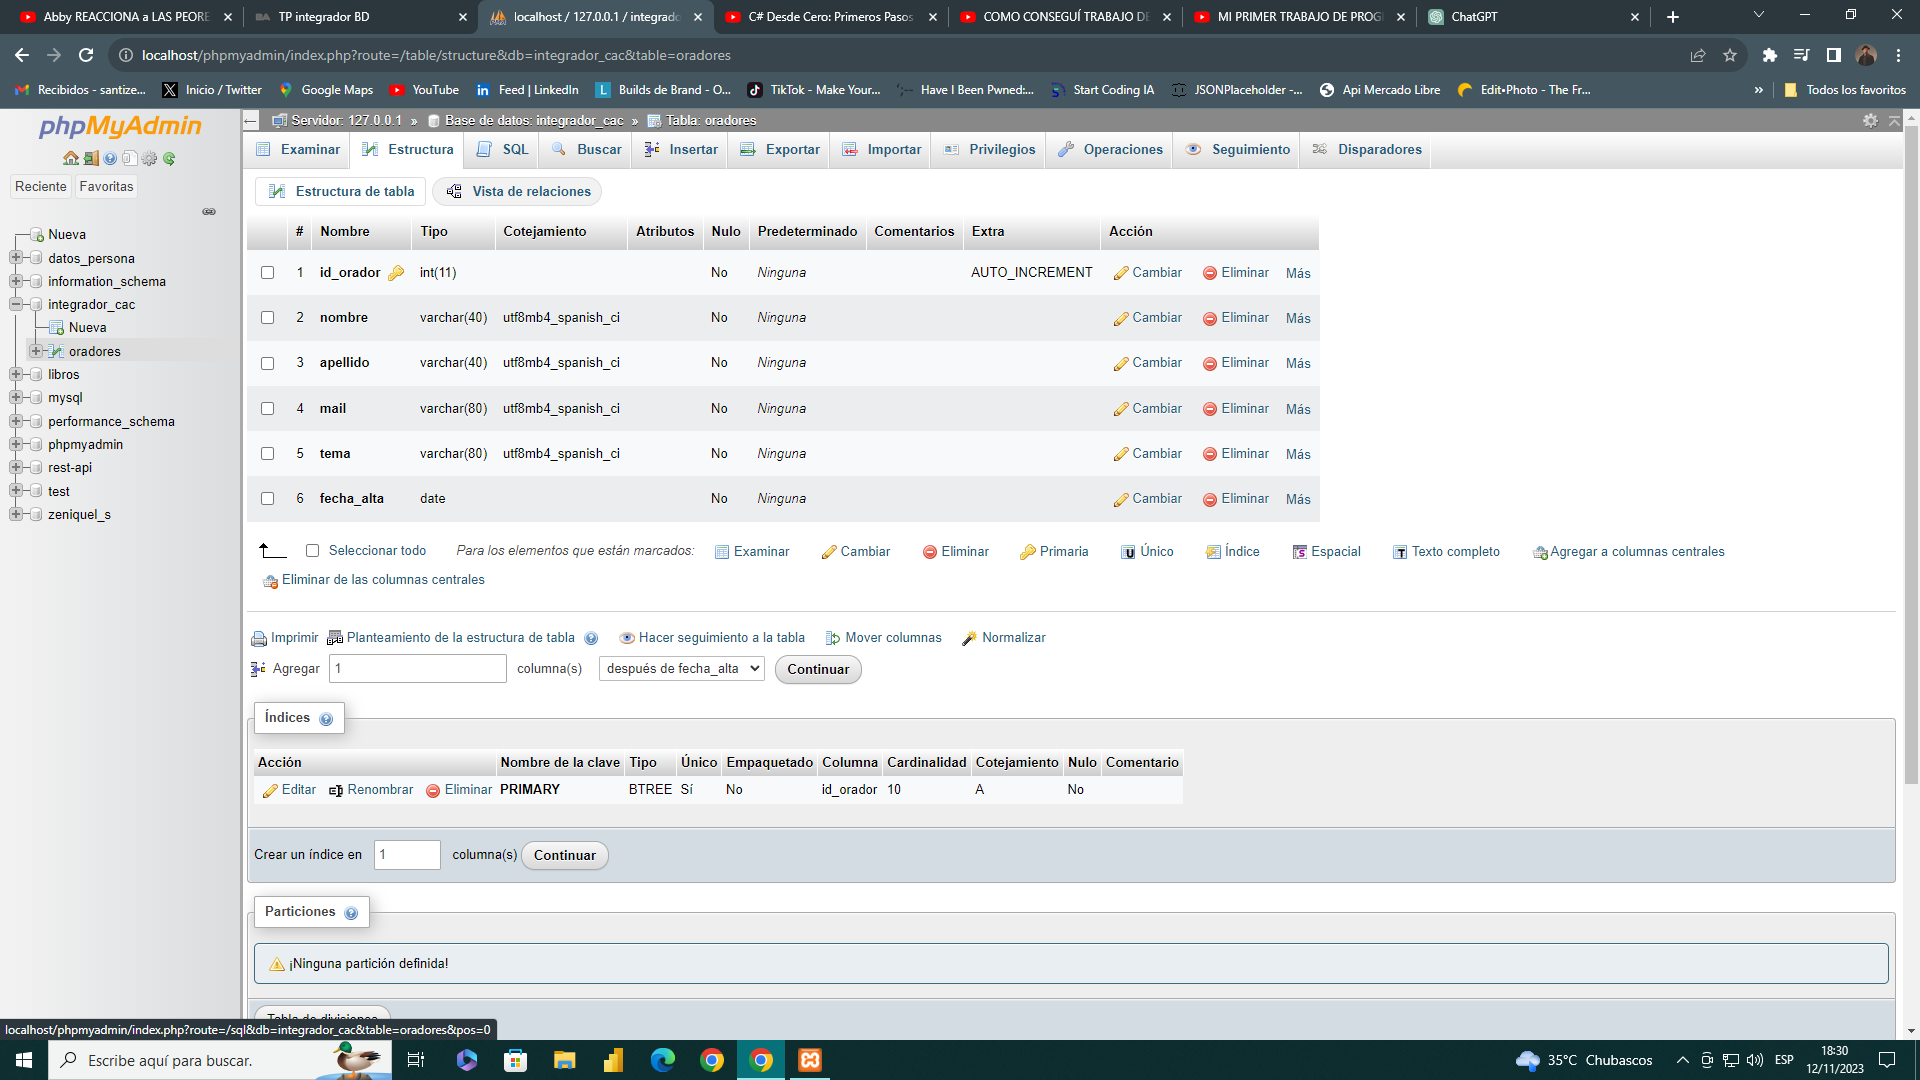 Abby REACCIONA a LAS PEORE
TP integrador BD
localhost / 127.0.0.1 / integrado
C# Desde Cero: Primeros Pasos
COMO CONSEGUÍ TRABAJO DE
MI PRIMER TRABAJO DE PROG
ChatGPT
localhost/phpmyadmin/index.php?route=/table/structure&db=integrador_cac&table=oradores
Recibidos - santize... Inicio / Twitter Google Maps YouTube Feed | LinkedIn Builds de Brand - O... TikTok - Make Your... Have I Been Pwned:... Start Coding IA JSONPlaceholder -... Api Mercado Libre Edit•Photo - The Fr... » Todos los favoritos
phpMyAdmin
Reciente Favoritas
Nueva
datos_persona
information_schema
integrador_cac
Nueva
oradores
libros
mysql
performance_schema
phpmyadmin
rest-api
test
zeniquel_s
Servidor: 127.0.0.1 » Base de datos: integrador_cac » Tabla: oradores
Examinar Estructura SQL Buscar Insertar Exportar Importar Privilegios Operaciones Seguimiento Disparadores
Estructura de tabla Vista de relaciones
# Nombre Tipo Cotejamiento Atributos Nulo Predeterminado Comentarios Extra Acción
1 id_orador int(11) No Ninguna AUTO_INCREMENT Cambiar Eliminar Más
2 nombre varchar(40) utf8mb4_spanish_ci No Ninguna Cambiar Eliminar Más
3 apellido varchar(40) utf8mb4_spanish_ci No Ninguna Cambiar Eliminar Más
4 mail varchar(80) utf8mb4_spanish_ci No Ninguna Cambiar Eliminar Más
5 tema varchar(80) utf8mb4_spanish_ci No Ninguna Cambiar Eliminar Más
6 fecha_alta date No Ninguna Cambiar Eliminar Más
Seleccionar todo Para los elementos que están marcados: Examinar Cambiar Eliminar Primaria Único Índice Espacial Texto completo Agregar a columnas centrales
Eliminar de las columnas centrales
Imprimir Planteamiento de la estructura de tabla Hacer seguimiento a la tabla Mover columnas Normalizar
Agregar 1 columna(s) después de fecha_alta Continuar
Índices
Acción Nombre de la clave Tipo Único Empaquetado Columna Cardinalidad Cotejamiento Nulo Comentario
Editar Renombrar Eliminar PRIMARY BTREE Sí No id_orador 10 A No
Crear un índice en 1 columna(s) Continuar
Particiones
¡Ninguna partición definida!
Tabla de divisiones
localhost/phpmyadmin/index.php?route=/sql&db=integrador_cac&table=oradores&pos=0
Escribe aquí para buscar.
35°C Chubascos
ESP
18:30
12/11/2023